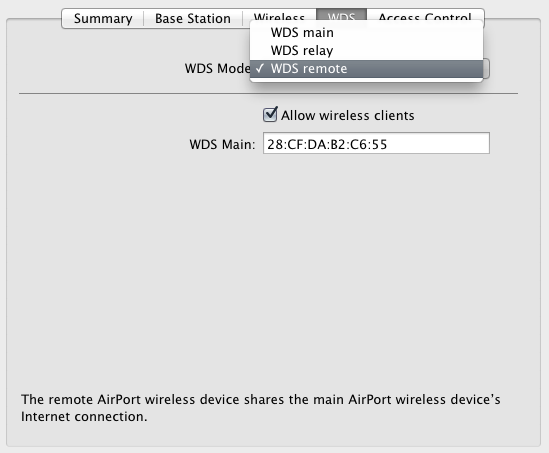 Summary Base Station Wireless WDS Access Control
WDS main
WDS relay
WDS Mode ✓ WDS remote
Allow wireless clients
WDS Main: 28:CF:DA:B2:C6:55
The remote AirPort wireless device shares the main AirPort wireless device's
Internet connection.